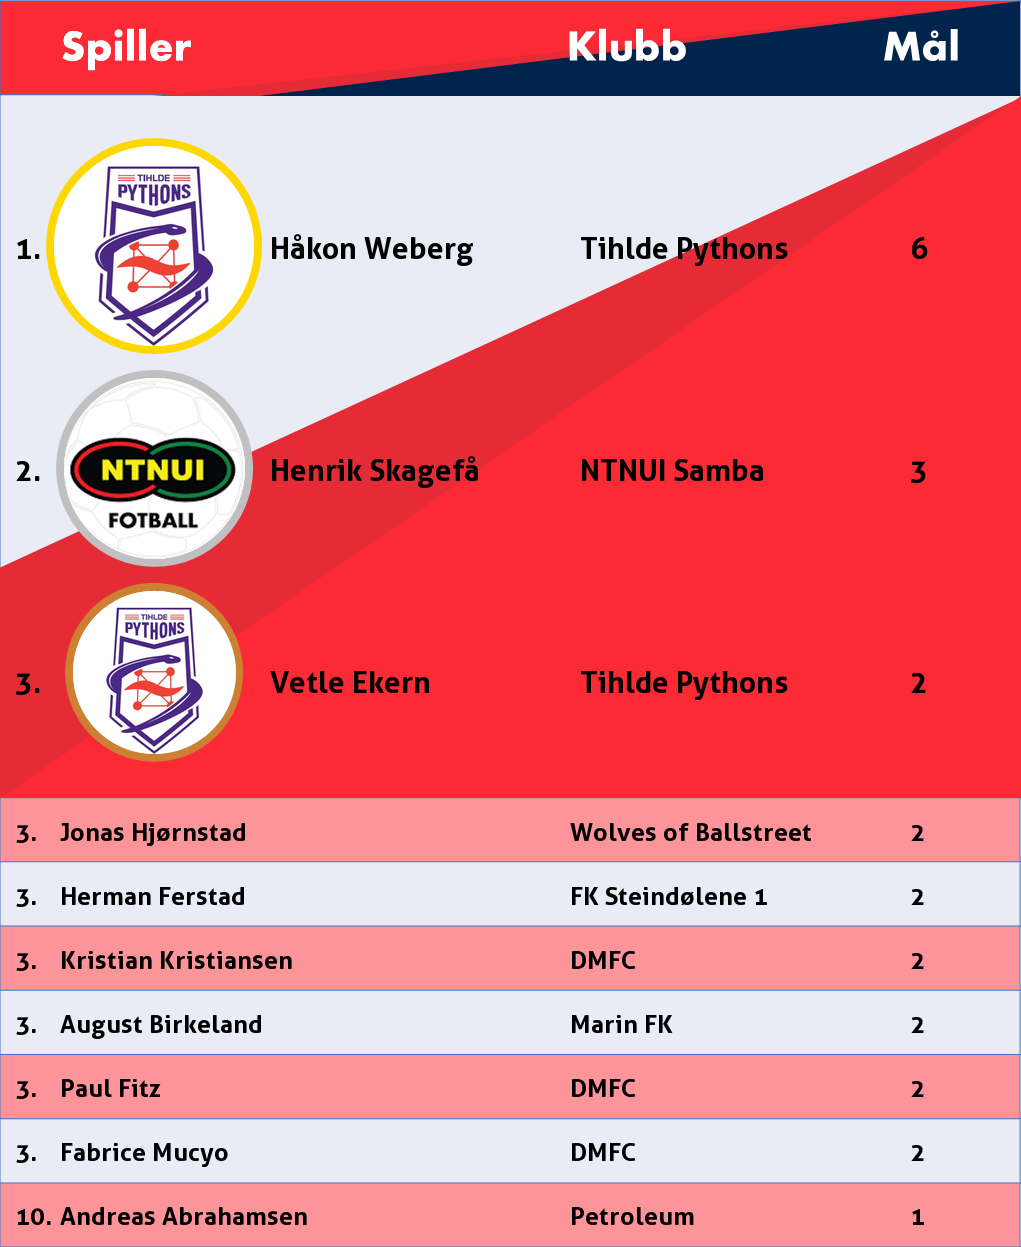 Spiller Klubb Mål
TIHLDE
PYTHONS
1. Håkon Weberg Tihlde Pythons 6
NTNUI
2. Henrik Skagefå NTNUI Samba 3
FOTBALL
TIHLDE
PYTHONS
3. Vetle Ekern Tihlde Pythons 2
3. Jonas Hjørnstad Wolves of Ballstreet 2
3. Herman Ferstad FK Steindølene 1 2
3. Kristian Kristiansen DMFC 2
3. August Birkeland Marin FK 2
3. Paul Fitz DMFC 2
3. Fabrice Mucyo DMFC 2
10. Andreas Abrahamsen Petroleum 1